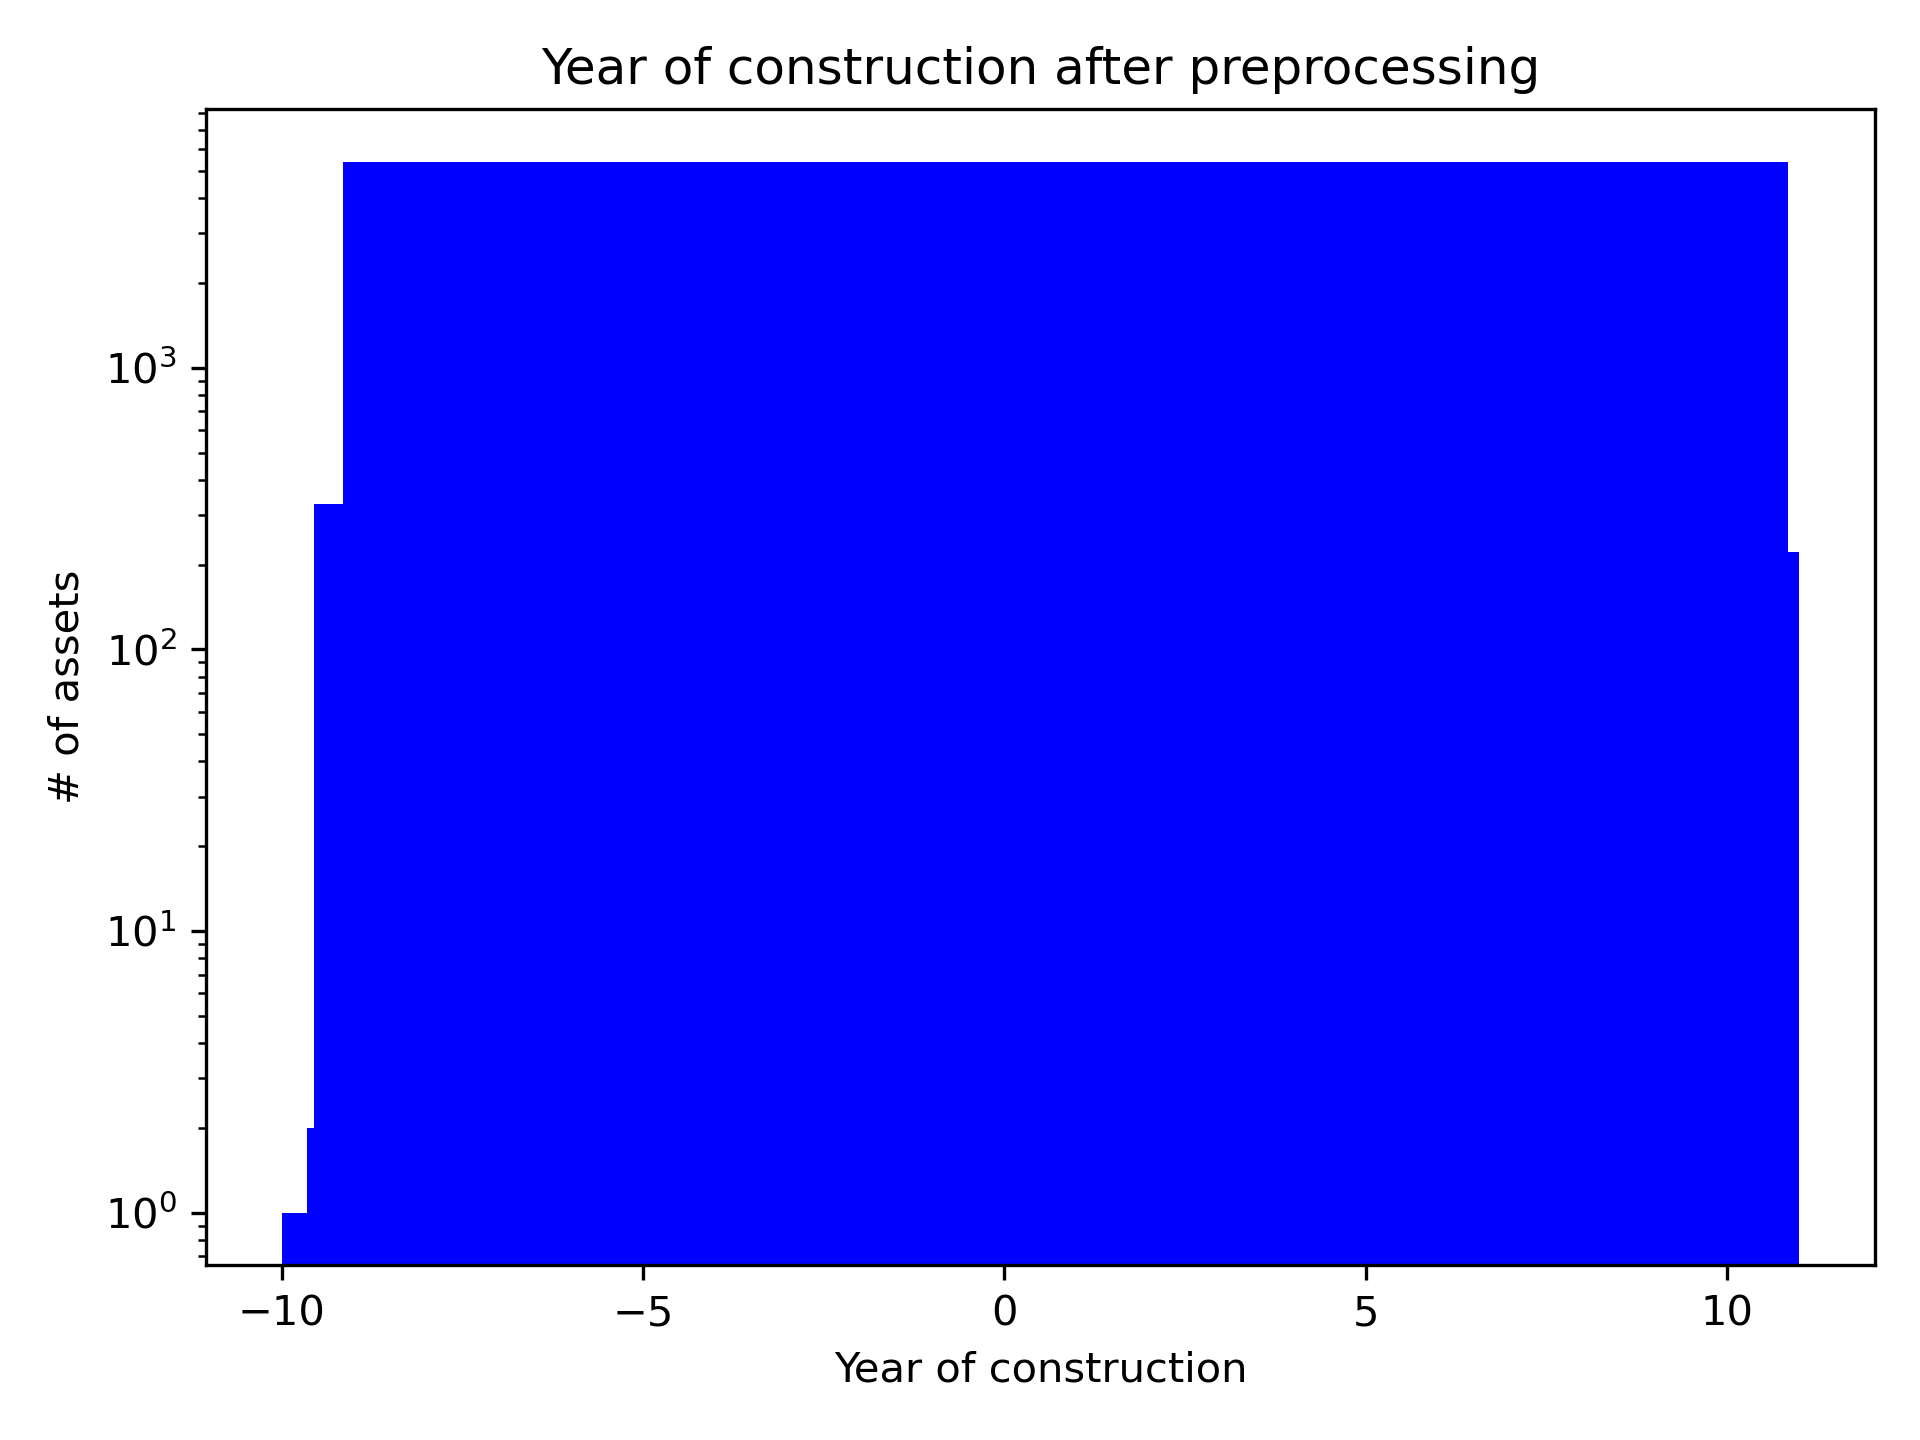 Year of construction after preprocessing
10³
10²
10¹
10⁰
# of assets
−10 −5 0 5 10
Year of construction